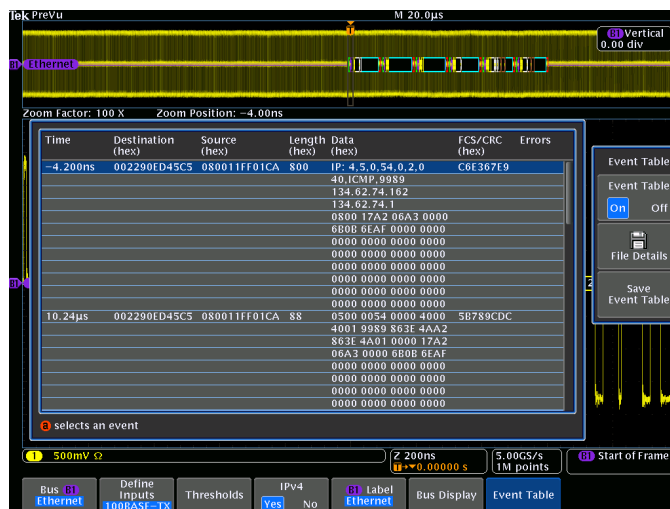 Tek PreVu M 20.0µs
T
B1 Vertical
0.00 div
B1 Ethernet
Zoom Factor: 100 X Zoom Position: −4.00ns
Time Destination (hex) Source (hex) Length (hex) Data (hex) FCS/CRC (hex) Errors
−4.200ns 002290ED45C5 080011FF01CA 800 IP: 4,5,0,54,0,2,0 C6E367E9
40,ICMP,9989
134.62.74.162
134.62.74.1
0800 17A2 06A3 0000
6B0B 6EAF 0000 0000
0000 0000 0000 0000
0000 0000 0000 0000
0000 0000 0000 0000
0000 0000 0000 0000
0000 0000 0000 0000
0000 0000 0000 0000
10.24µs 002290ED45C5 080011FF01CA 88 0500 0054 0000 4000 5B789CDC
4001 9989 863E 4AA2
863E 4A01 0000 17A2
06A3 0000 6B0B 6EAF
0000 0000 0000 0000
0000 0000 0000 0000
0000 0000 0000 0000
0000 0000 0000 0000
a selects an event
Event Table
Event Table
On Off
File Details
Save
Event Table
B1
Z
1 500mV Ω
Z 200ns
T→▼0.00000 s
5.00GS/s
1M points
B1 Start of Frame
Bus B1
Ethernet
Define
Inputs
100BASE−TX
Thresholds
IPv4
Yes No
B1 Label
Ethernet
Bus Display
Event Table